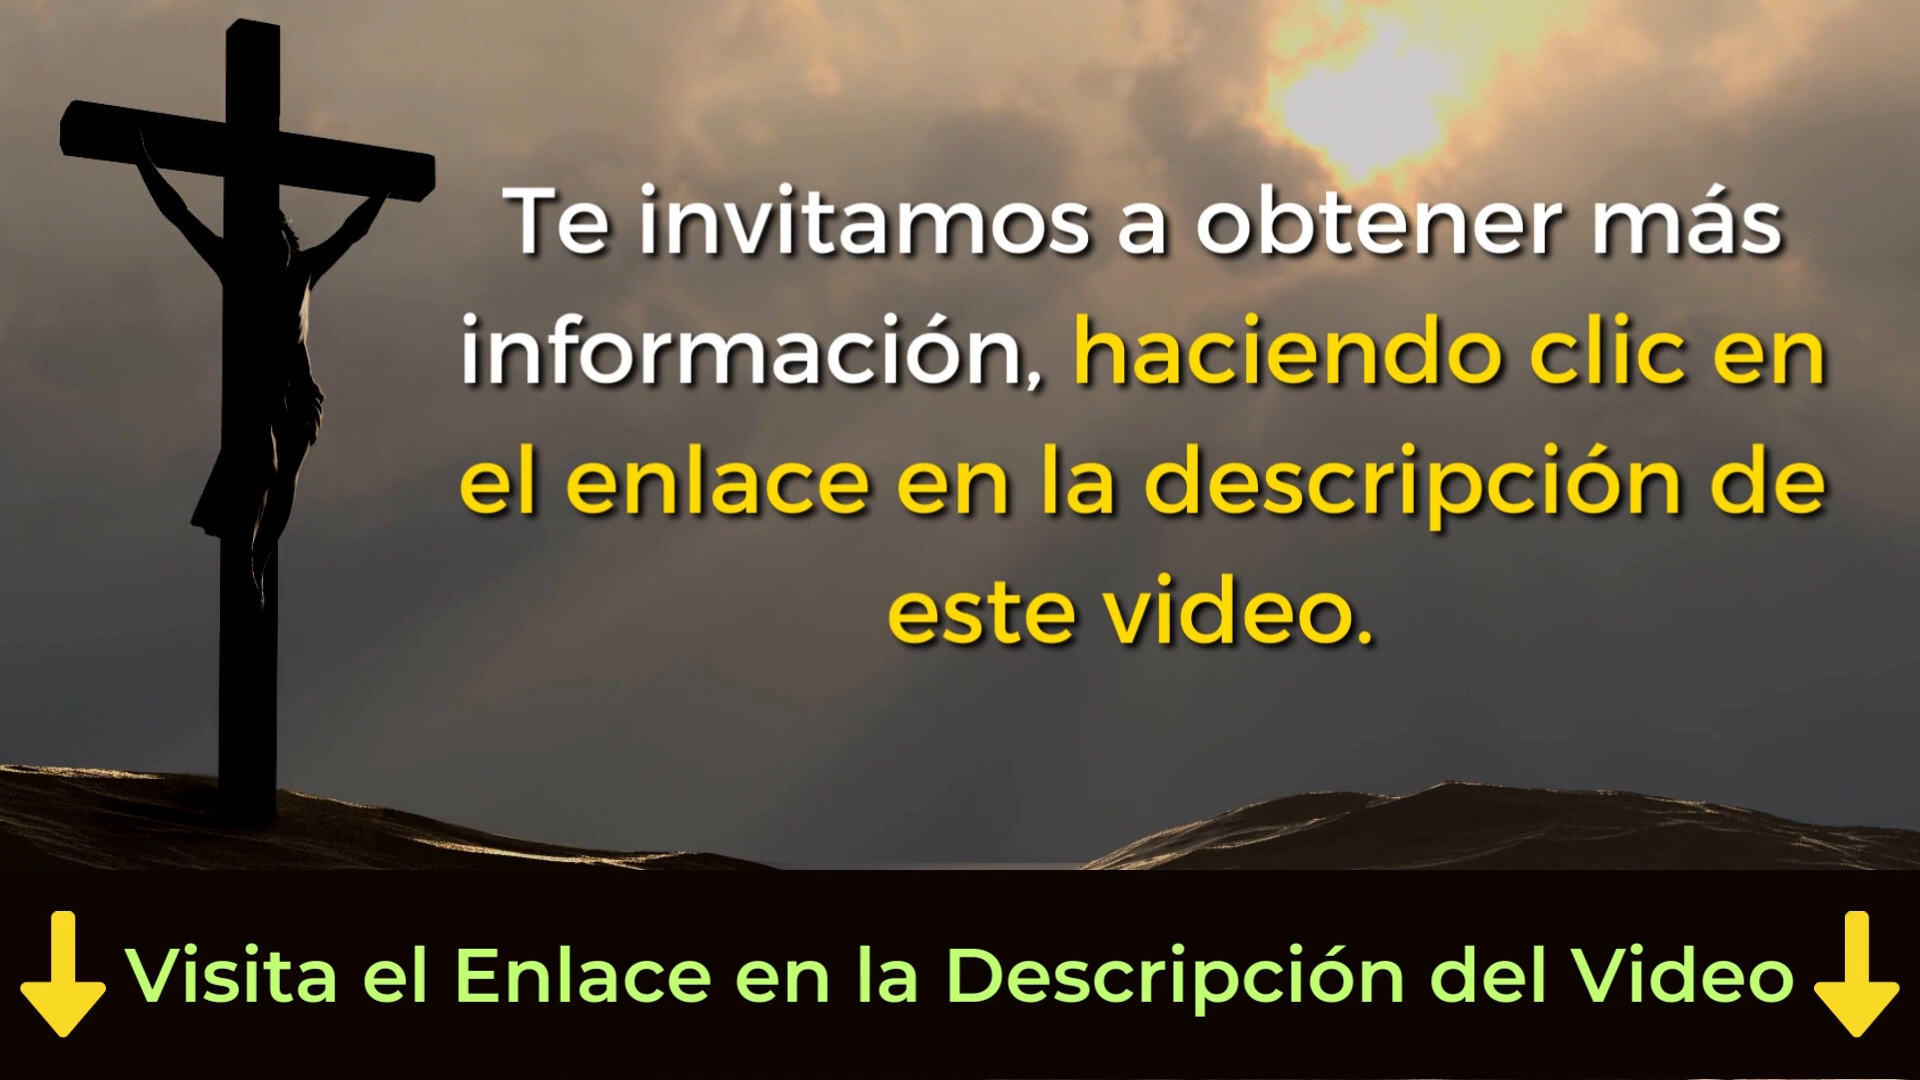 Te invitamos a obtener más
información, haciendo clic en
el enlace en la descripción de
este video.
Visita el Enlace en la Descripción del Video